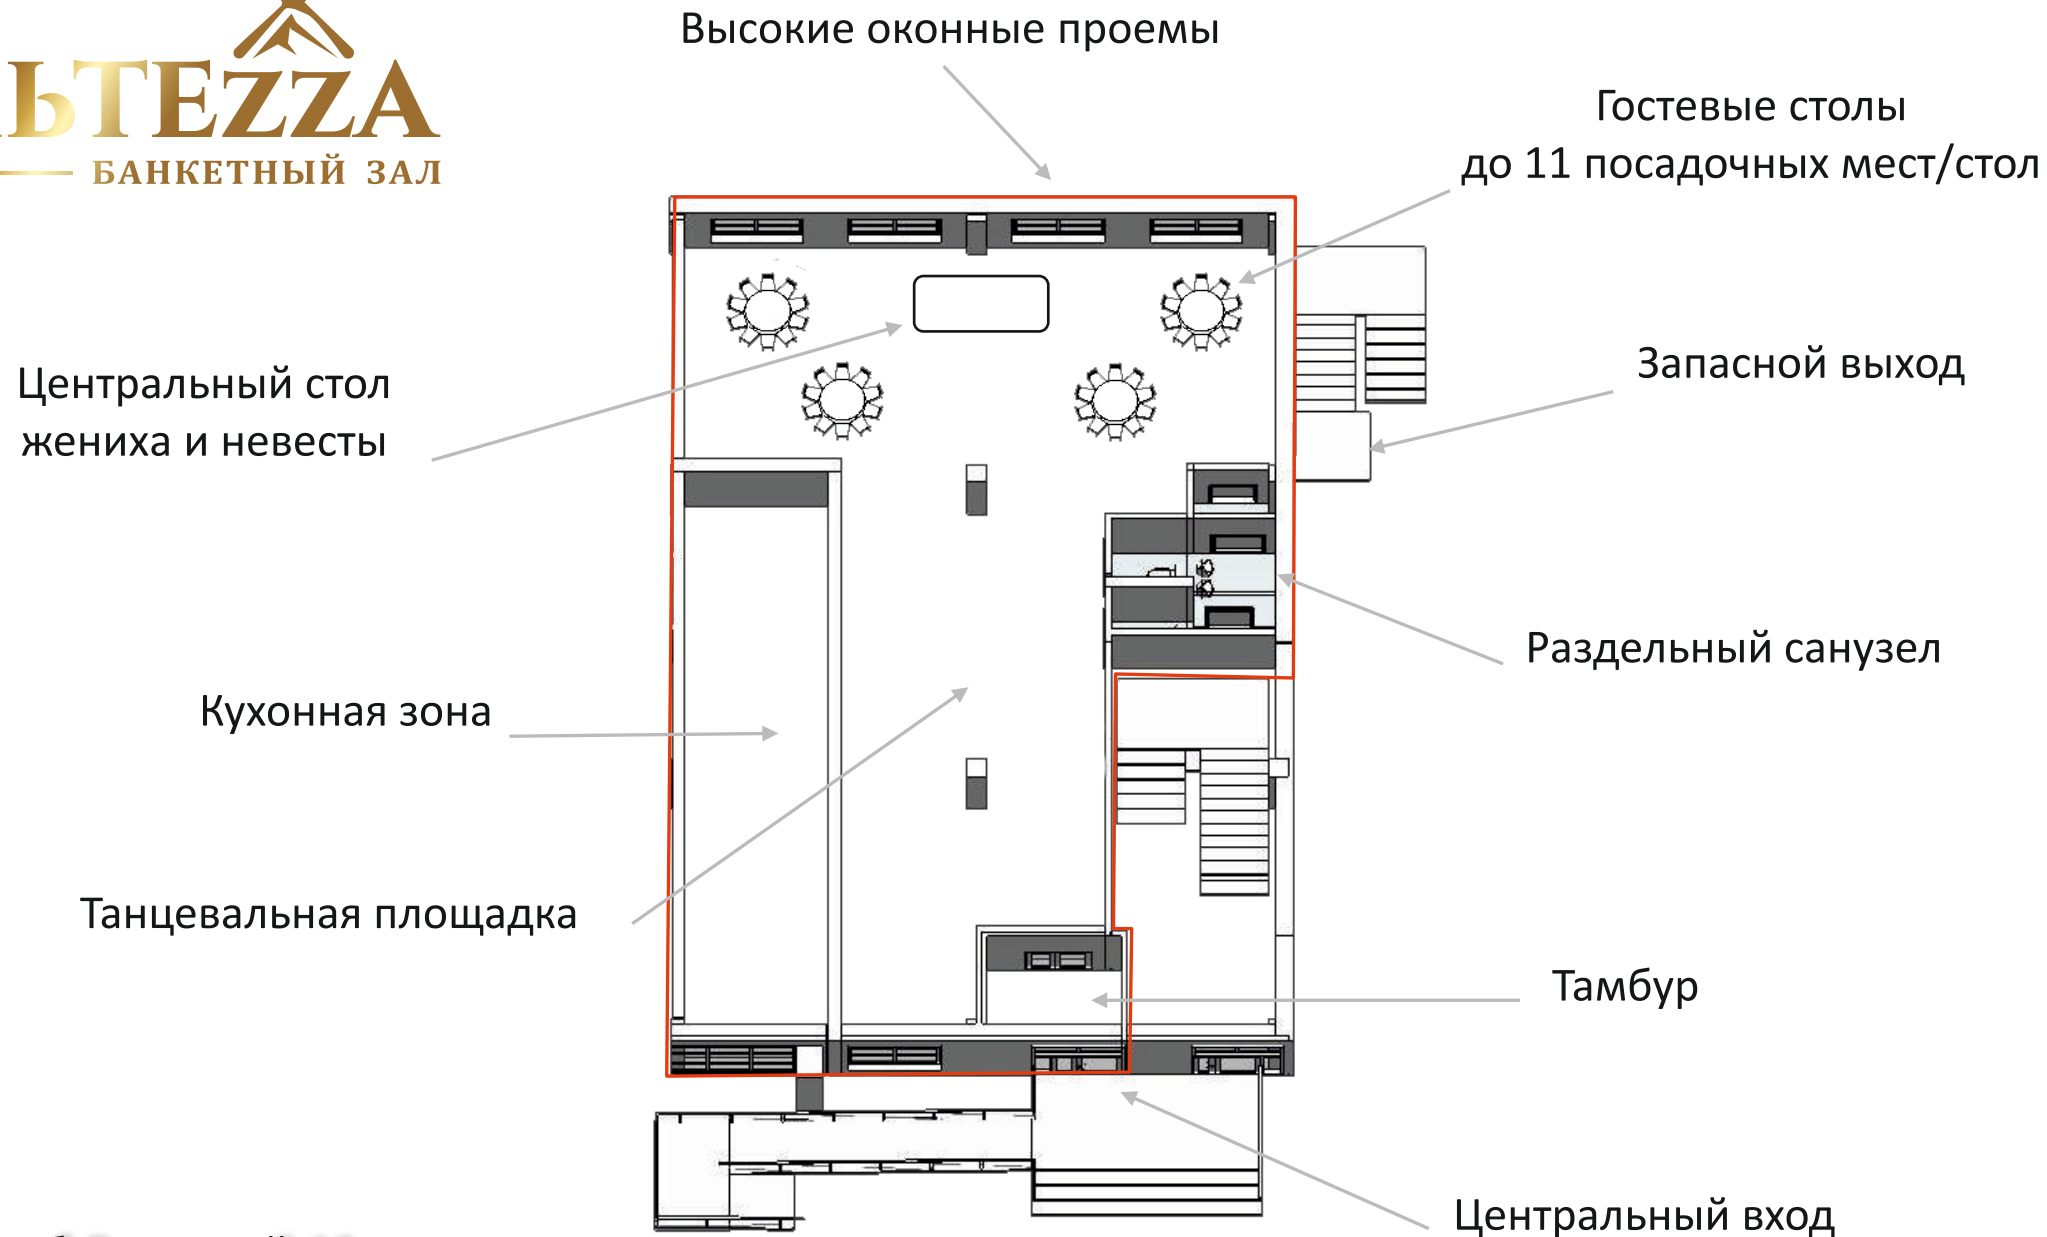 Высокие оконные проемы
ЬTEZZA
БАНКЕТНЫЙ ЗАЛ
Гостевые столы
до 11 посадочных мест/стол
Центральный стол
жениха и невесты
Запасной выход
Раздельный санузел
Кухонная зона
Танцевальная площадка
Тамбур
Центральный вход